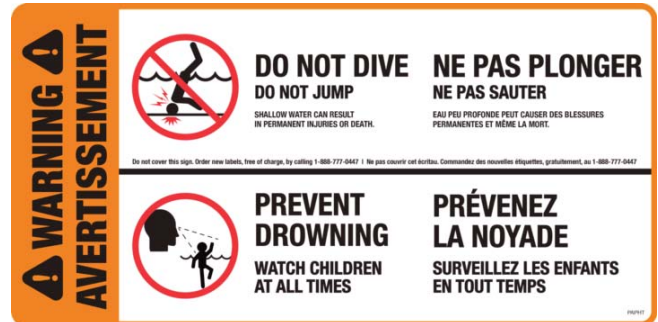 WARNING
AVERTISSEMENT
DO NOT DIVE
DO NOT JUMP
SHALLOW WATER CAN RESULT
IN PERMANENT INJURIES OR DEATH.
NE PAS PLONGER
NE PAS SAUTER
EAU PEU PROFONDE PEUT CAUSER DES BLESSURES
PERMANENTES ET MÊME LA MORT.
Do not cover this sign. Order new labels, free of charge, by calling 1-888-777-0447 | Ne pas couvrir cet écritau. Commandez des nouvelles étiquettes, gratuitement, au 1-888-777-0447
PREVENT
DROWNING
WATCH CHILDREN
AT ALL TIMES
PRÉVENEZ
LA NOYADE
SURVEILLEZ LES ENFANTS
EN TOUT TEMPS